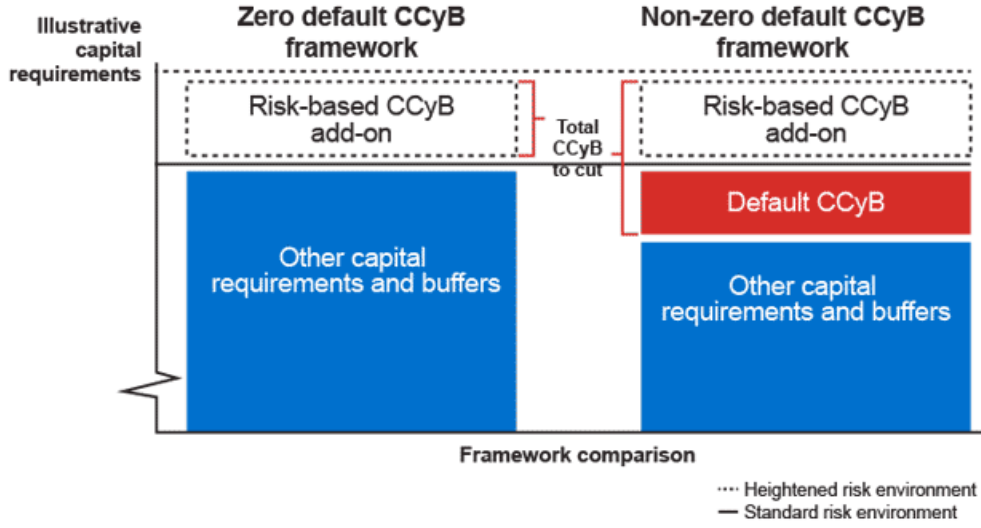 Zero default CCyB
framework
Non-zero default CCyB
framework
Illustrative
capital
requirements
Risk-based CCyB
add-on
Total
CCyB
to cut
Risk-based CCyB
add-on
Default CCyB
Other capital
requirements and buffers
Other capital
requirements and buffers
Framework comparison
Heightened risk environment
Standard risk environment